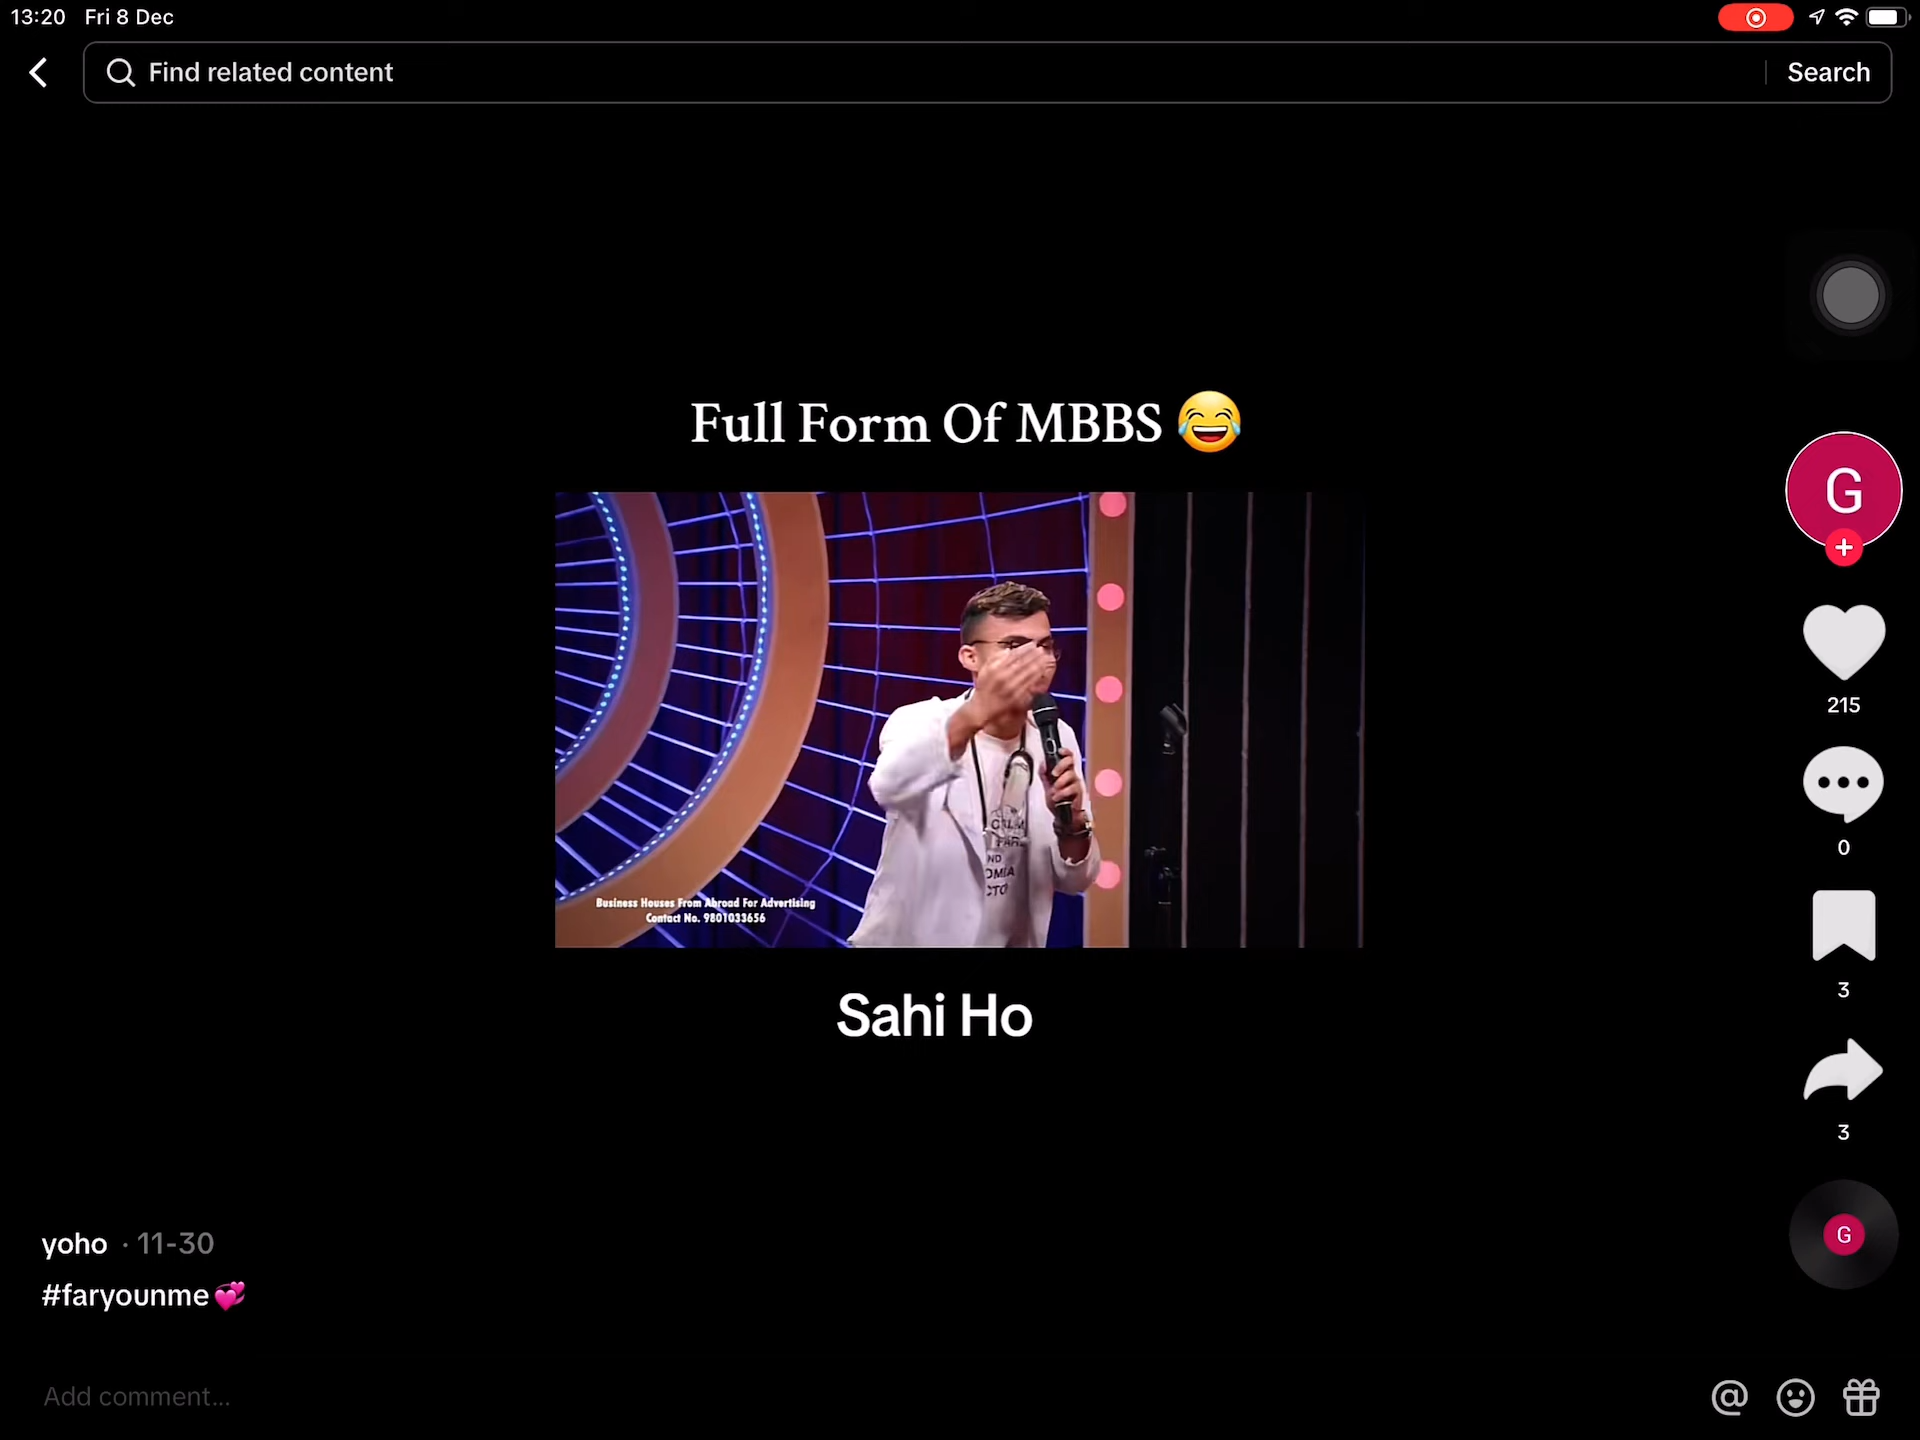 13:20 Fri 8 Dec
Find related content
Search
Full Form Of MBBS 😂
G
215
0
3
3
Business Houses From Abroad For Advertising
Contact No. 9801033656
Sahi Ho
G
yoho · 11-30
#faryounme💞
Add comment...